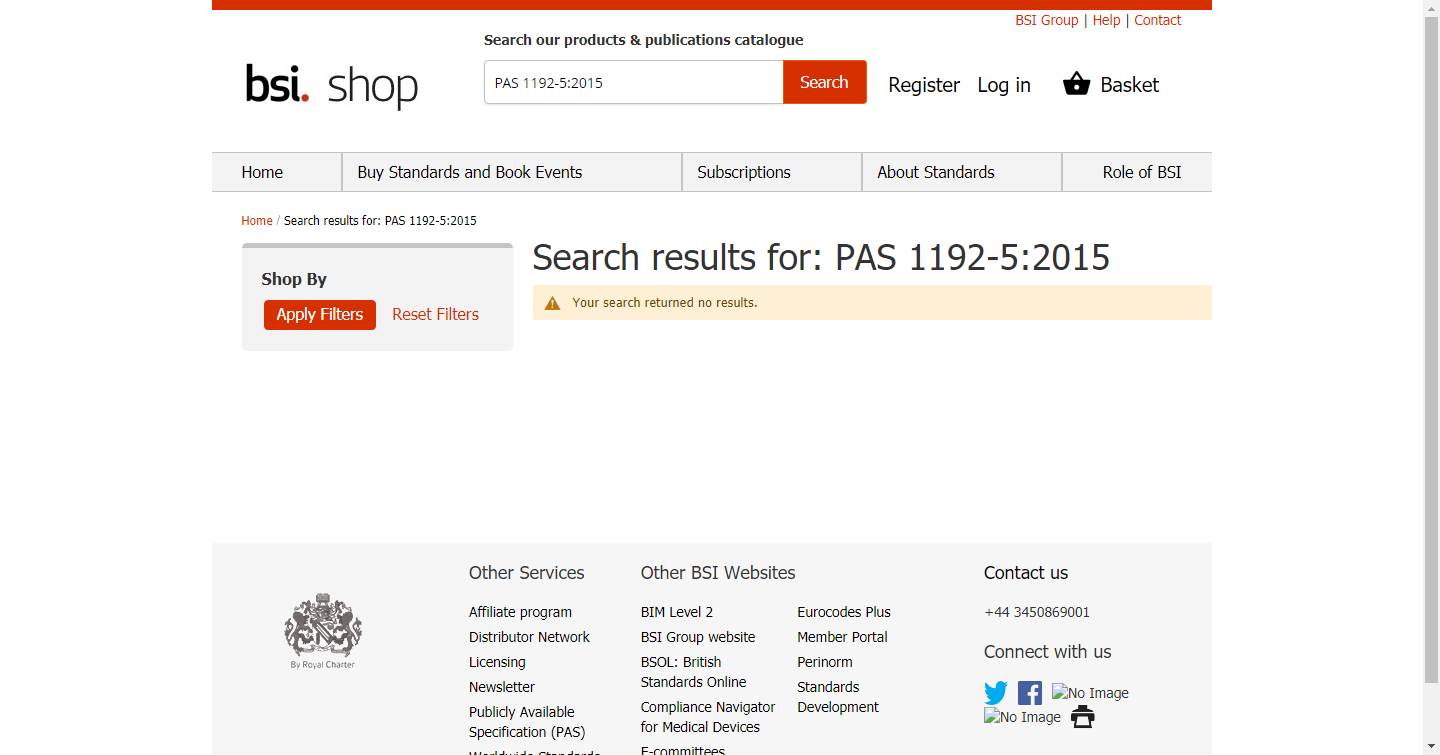 BSI Group | Help | Contact
Search our products & publications catalogue
bsi. shop
PAS 1192-5:2015
Search
Register
Log in
Basket
Home
Buy Standards and Book Events
Subscriptions
About Standards
Role of BSI
Home / Search results for: PAS 1192-5:2015
Shop By
Apply Filters
Reset Filters
Search results for: PAS 1192-5:2015
Your search returned no results.
By Royal Charter
Other Services
Affiliate program
Distributor Network
Licensing
Newsletter
Publicly Available
Specification (PAS)
Worldwide Standards
Other BSI Websites
BIM Level 2
BSI Group website
BSOL: British
Standards Online
Compliance Navigator
for Medical Devices
E-committees
Eurocodes Plus
Member Portal
Perinorm
Standards
Development
Contact us
+44 3450869001
Connect with us
No Image
No Image